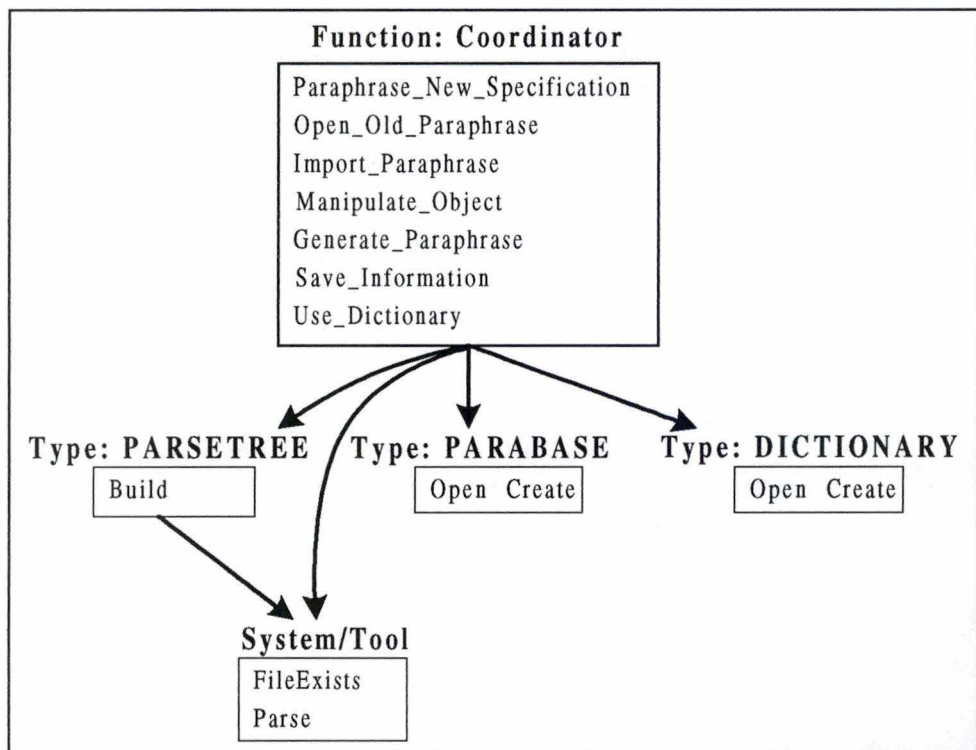 Function: Coordinator
Paraphrase_New_Specification
Open_Old_Paraphrase
Import_Paraphrase
Manipulate_Object
Generate_Paraphrase
Save_Information
Use_Dictionary
Type: PARSETREE
Build
Type: PARABASE
Open Create
Type: DICTIONARY
Open Create
System/Tool
FileExists
Parse